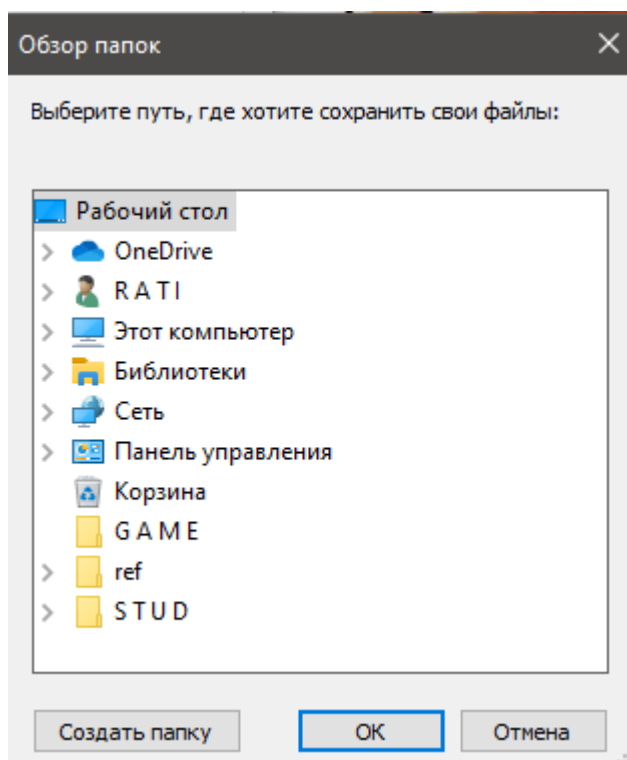 Обзор папок
Выберите путь, где хотите сохранить свои файлы:
Рабочий стол
OneDrive
R A T I
Этот компьютер
Библиотеки
Сеть
Панель управления
Корзина
G A M E
ref
S T U D
Создать папку ОК Отмена